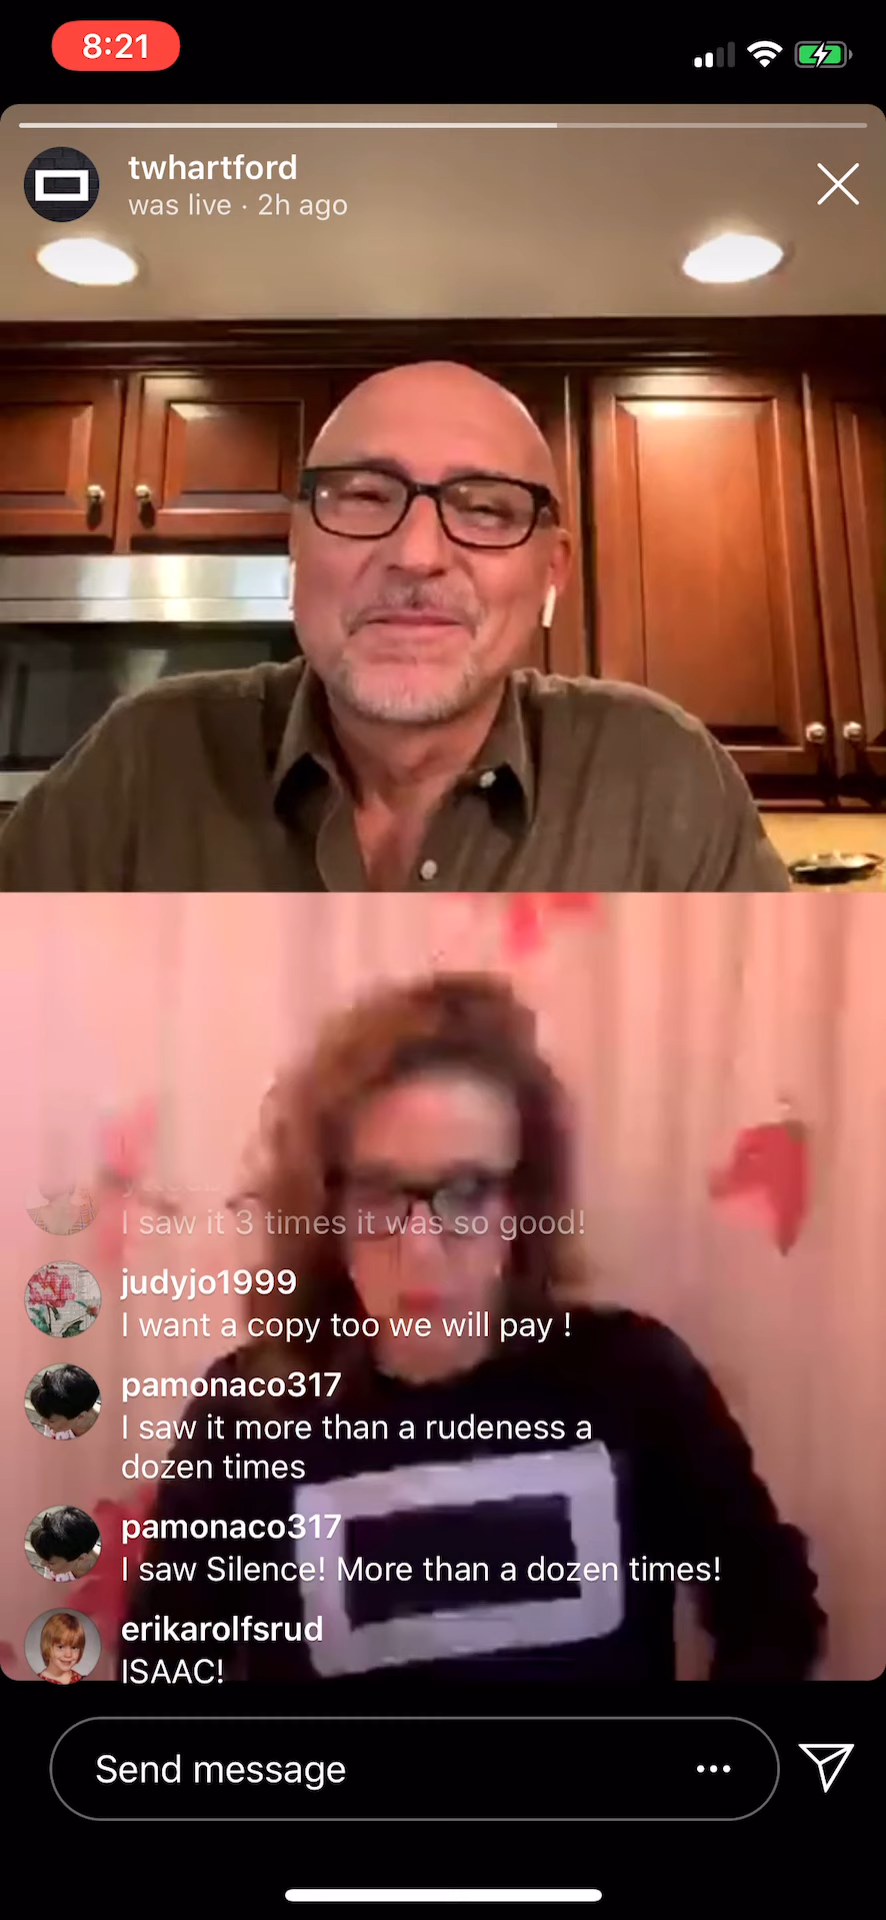 8:21
twhartford
was live · 2h ago
I saw it 3 times it was so good!
judyjo1999
I want a copy too we will pay !
pamonaco317
I saw it more than a rudeness a
dozen times
pamonaco317
I saw Silence! More than a dozen times!
erikarolfsrud
ISAAC!
Send message